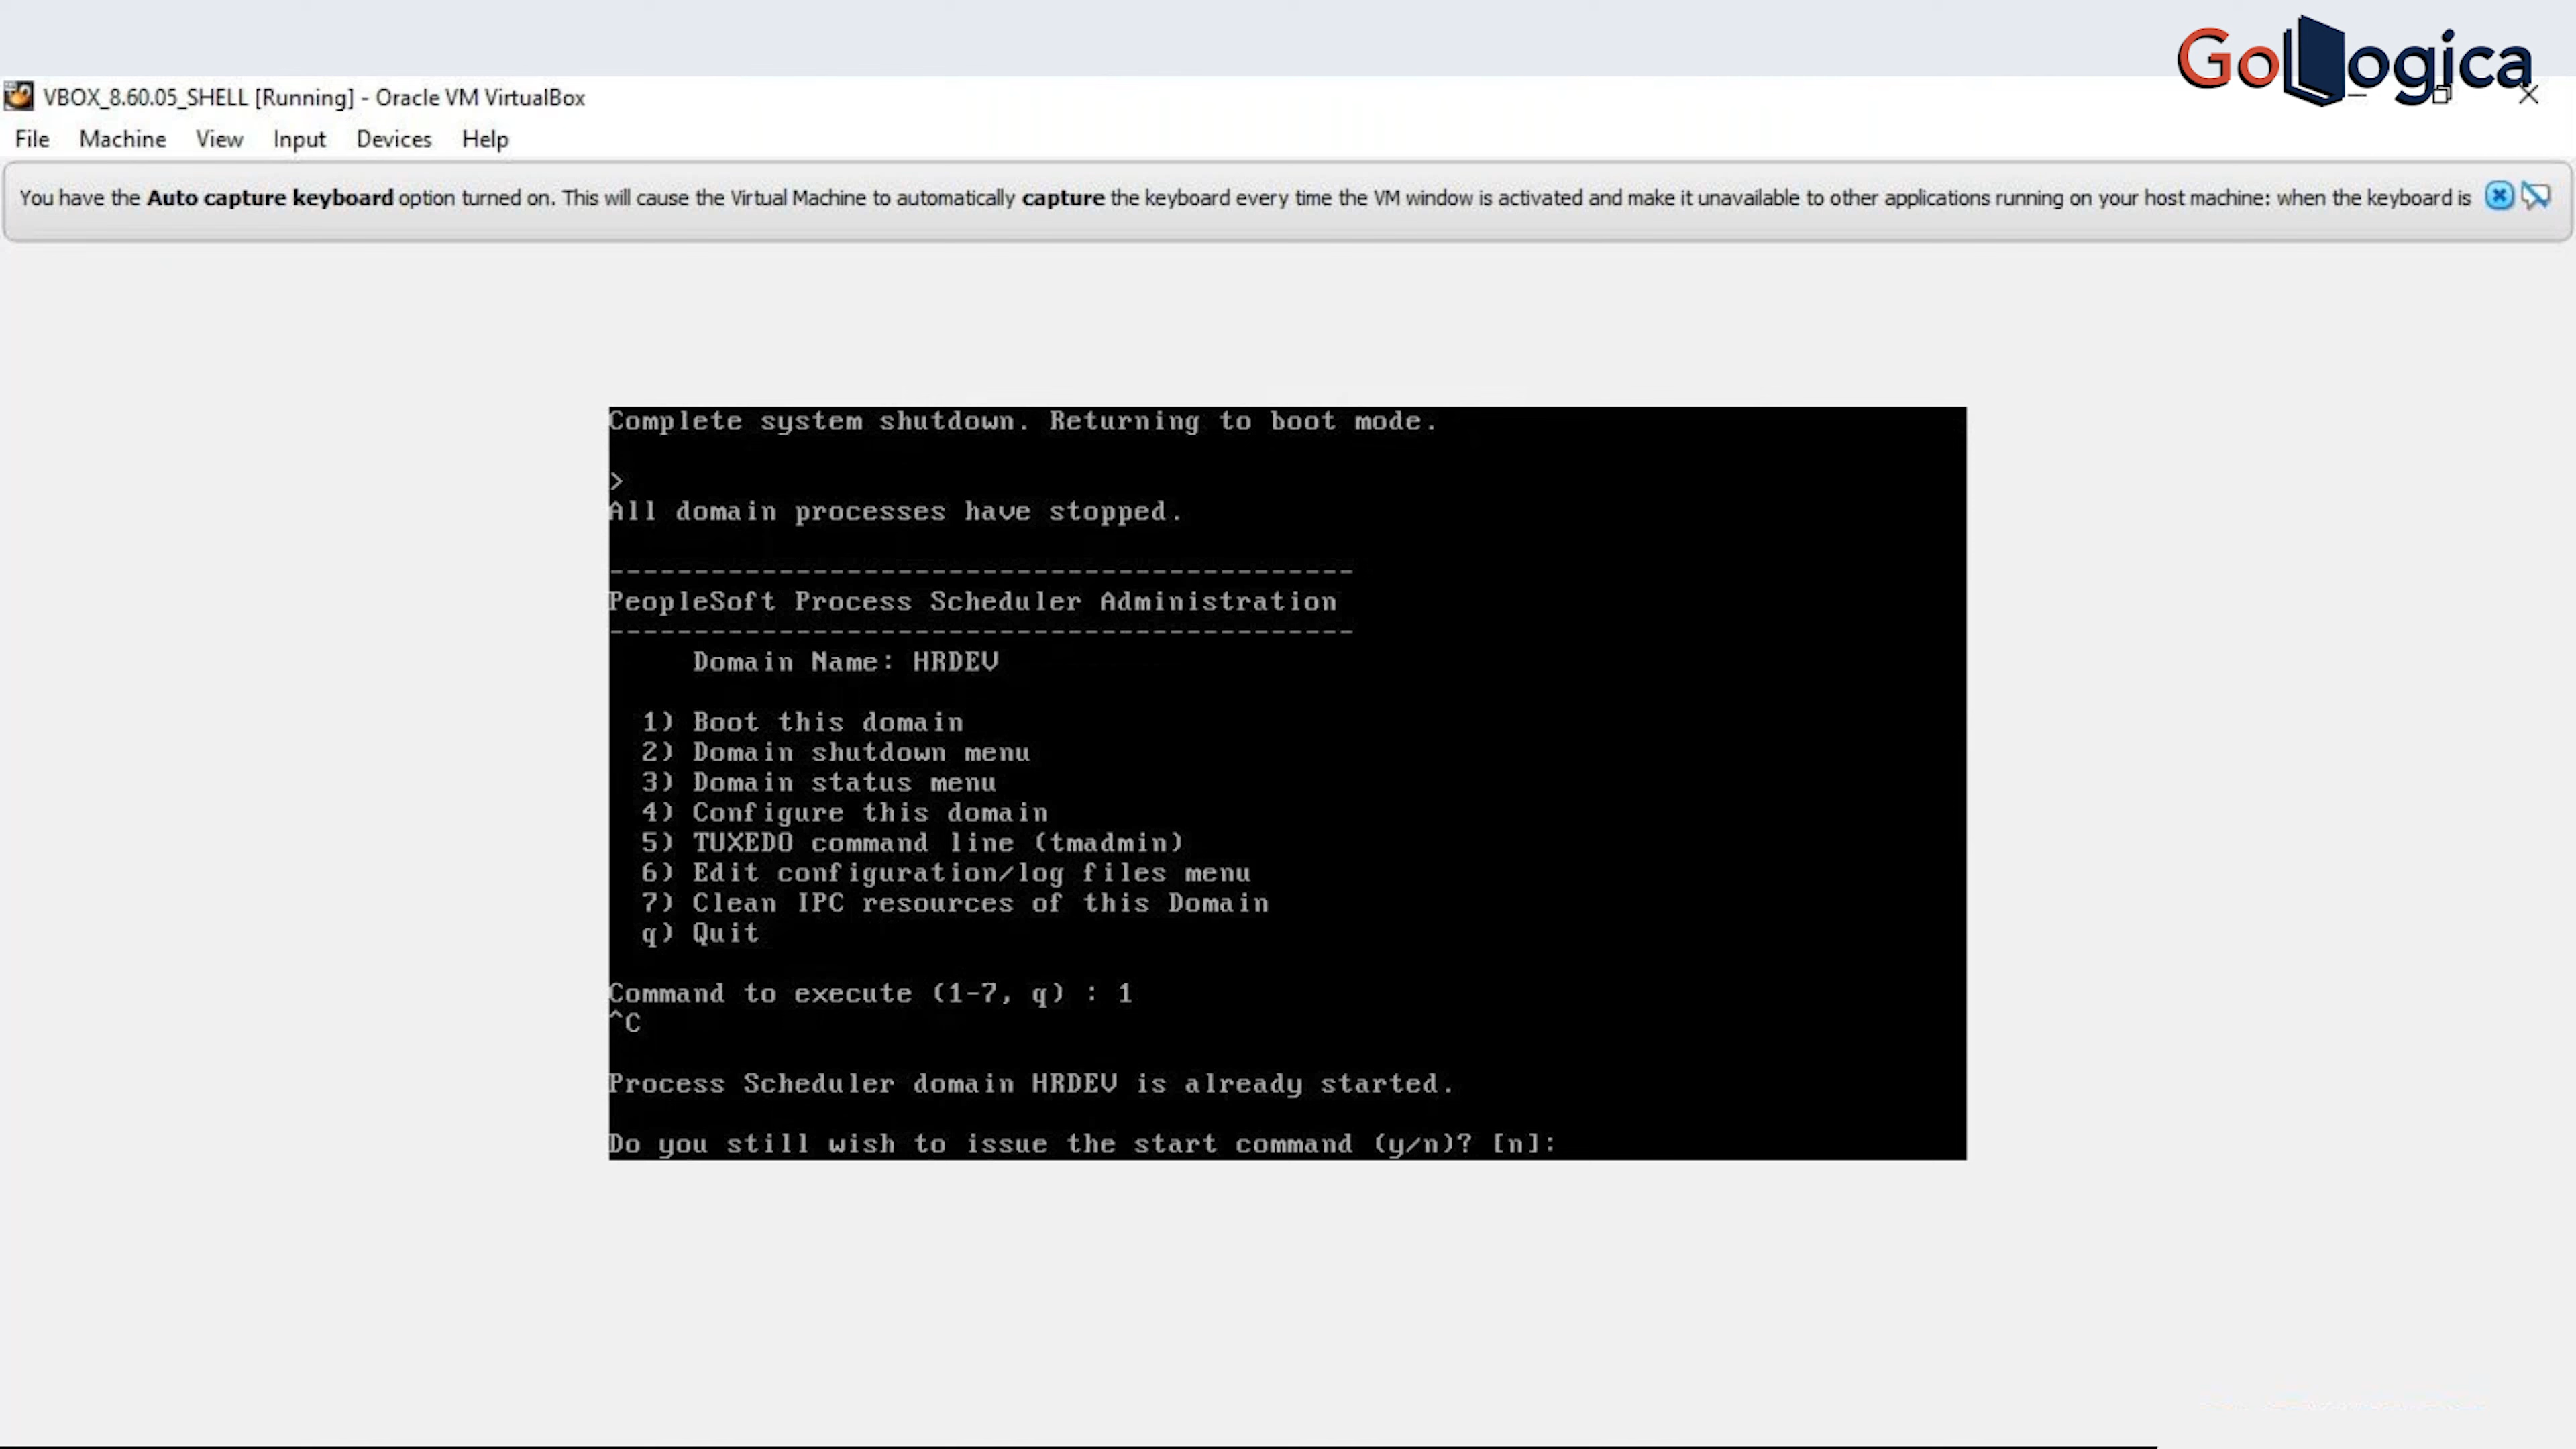 GoLogica
VBOX_8.60.05_SHELL [Running] - Oracle VM VirtualBox
File Machine View Input Devices Help
You have the Auto capture keyboard option turned on. This will cause the Virtual Machine to automatically capture the keyboard every time the VM window is activated and make it unavailable to other applications running on your host machine: when the keyboard is
Complete system shutdown. Returning to boot mode.
>
All domain processes have stopped.
--------------------------------------------
PeopleSoft Process Scheduler Administration
--------------------------------------------
Domain Name: HRDEV
1) Boot this domain
2) Domain shutdown menu
3) Domain status menu
4) Configure this domain
5) TUXEDO command line (tmadmin)
6) Edit configuration/log files menu
7) Clean IPC resources of this Domain
q) Quit
Command to execute (1-7, q) : 1
^C
Process Scheduler domain HRDEV is already started.
Do you still wish to issue the start command (y/n)? [n]: